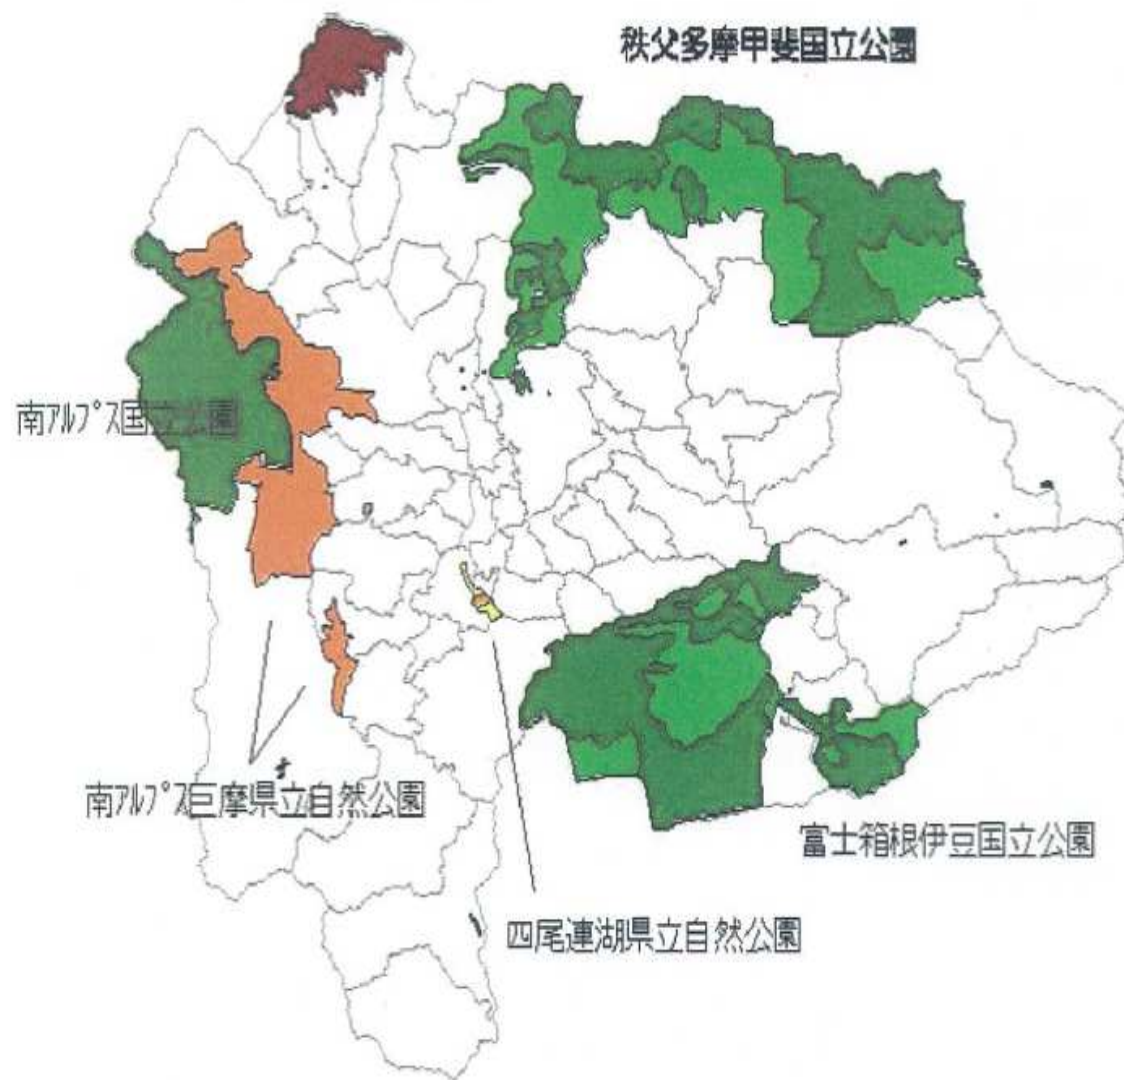 秩父多摩甲斐国立公園
南ｱﾙﾌﾟｽ国立公園
南ｱﾙﾌﾟｽ巨摩県立自然公園
富士箱根伊豆国立公園
四尾連湖県立自然公園